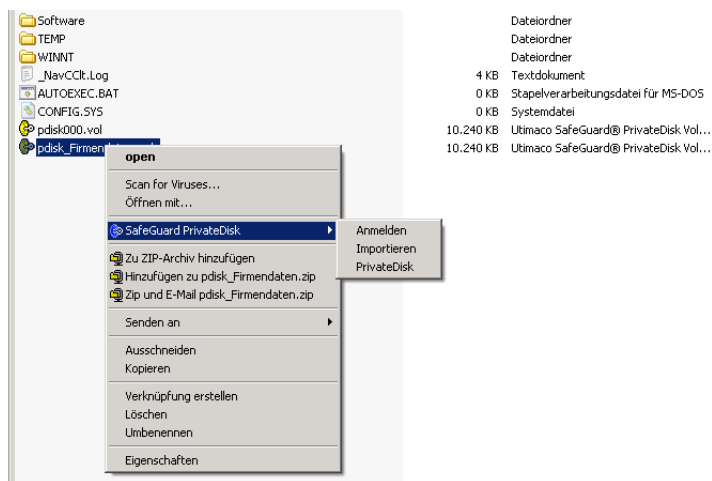 Software Dateiordner
TEMP Dateiordner
WINNT Dateiordner
_NavCClt.Log 4 KB Textdokument
AUTOEXEC.BAT 0 KB Stapelverarbeitungsdatei für MS-DOS
CONFIG.SYS 0 KB Systemdatei
pdisk000.vol 10.240 KB Utimaco SafeGuard® PrivateDisk Vol...
pdisk_Firmen 10.240 KB Utimaco SafeGuard® PrivateDisk Vol...
open
Scan for Viruses...
Öffnen mit...
SafeGuard PrivateDisk Anmelden
Importieren
PrivateDisk
Zu ZIP-Archiv hinzufügen
Hinzufügen zu pdisk_Firmendaten.zip
Zip und E-Mail pdisk_Firmendaten.zip
Senden an
Ausschneiden
Kopieren
Verknüpfung erstellen
Löschen
Umbenennen
Eigenschaften